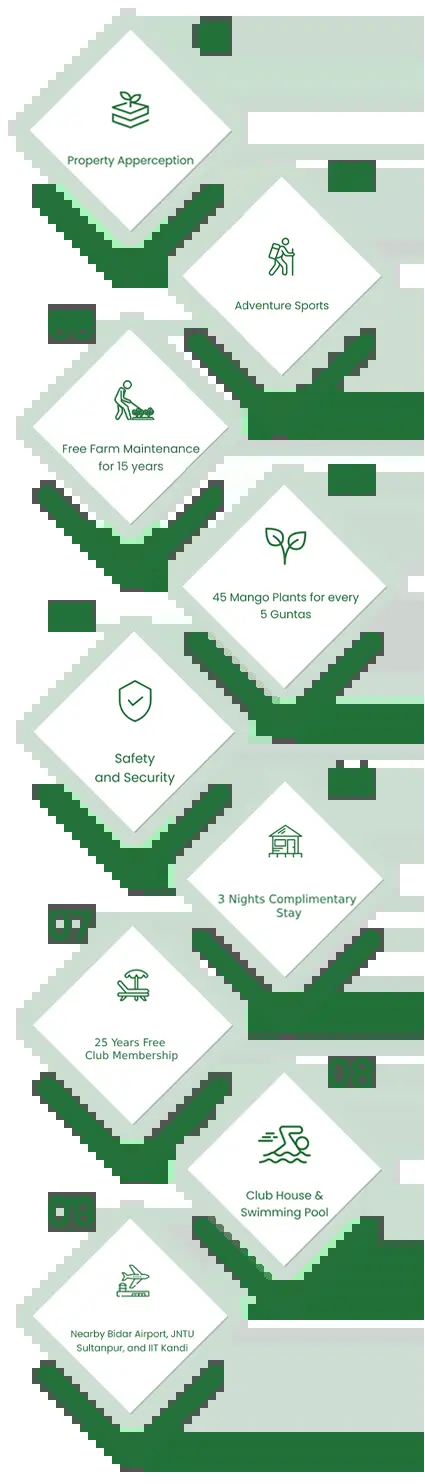 Property Apperception
Adventure Sports
Free Farm Maintenance
for 15 years
45 Mango Plants for every
5 Guntas
Safety
and Security
3 Nights Complimentary
Stay
07
25 Years Free
Club Membership
08
Club House &
Swimming Pool
Nearby Bidar Airport, JNTU
Sultanpur, and IIT Kandi